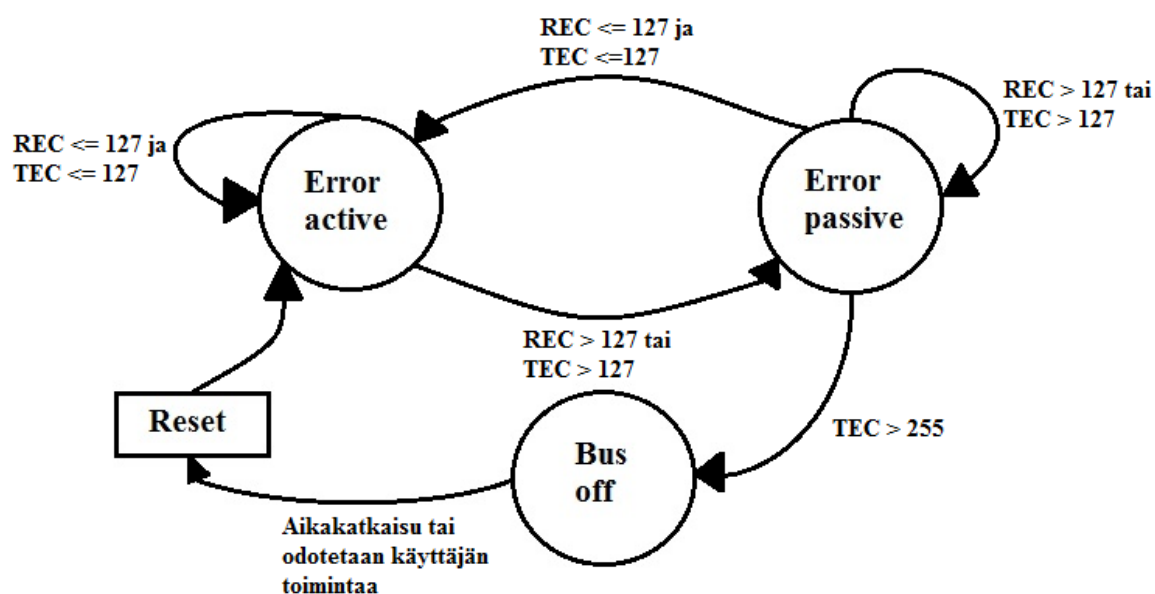 REC <= 127 ja
TEC <=127
REC > 127 tai
TEC > 127
REC <= 127 ja
TEC <= 127
Error
active
Error
passive
REC > 127 tai
TEC > 127
Reset
TEC > 255
Bus
off
Aikakatkaisu tai
odotetaan käyttäjän
toimintaa